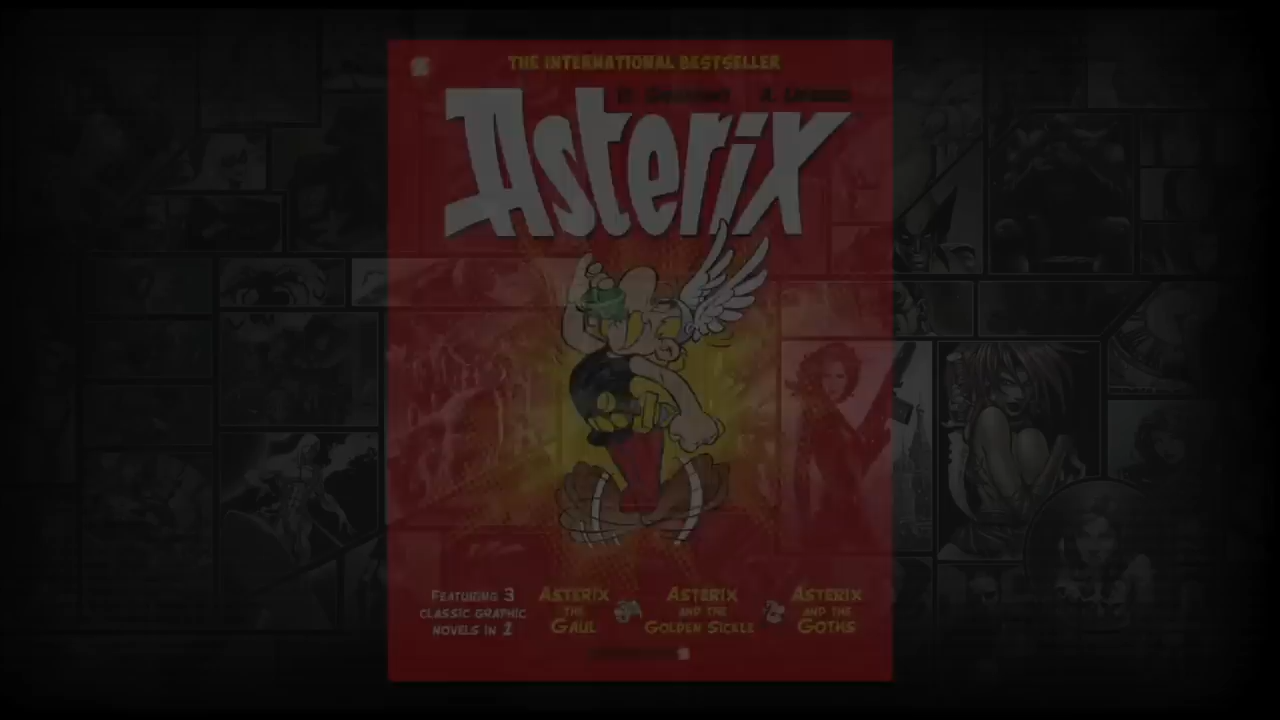 THE INTERNATIONAL BESTSELLER
Asterix
FEATURING 3
CLASSIC GRAPHIC
NOVELS IN 1
ASTERIX
THE
GAUL
ASTERIX
AND THE
GOLDEN SICKLE
ASTERIX
AND THE
GOTHS